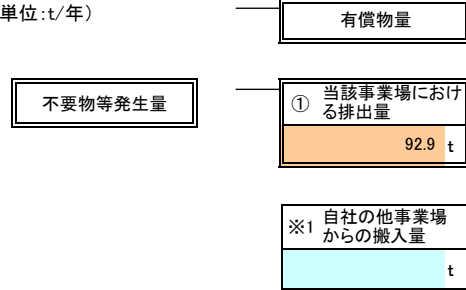 単位:t/年）
有償物量
不要物等発生量
① 当該事業場におけ
る排出量
92.9 t
※1 自社の他事業場
からの搬入量
t